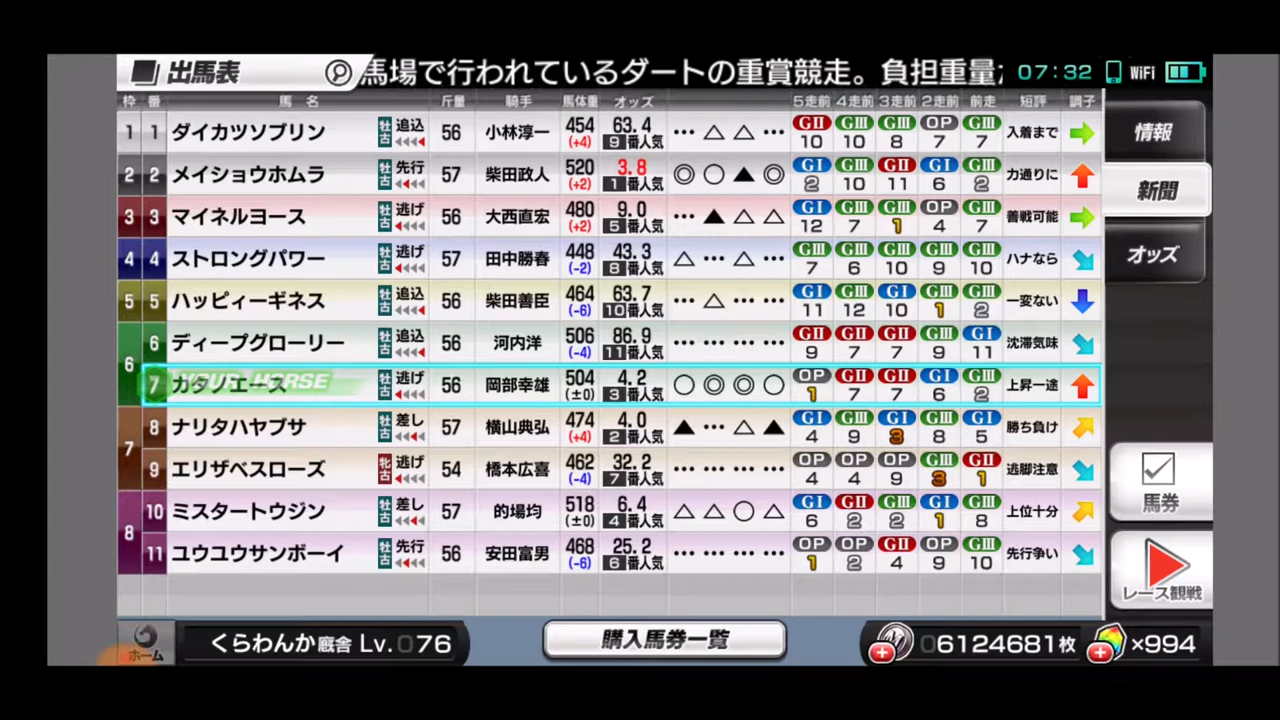 出馬表 馬場で行われているダートの重賞競走。負担重量 07:32 WiFi
枠 番 馬名 斤量 騎手 馬体重 オッズ 5走前 4走前 3走前 2走前 前走 短評 調子
1 1 ダイカツソブリン 牡古 追込 56 小林淳一 454 (+4) 63.4 9番人気 … △ △ … GII 10 GIII 10 GIII 8 OP 7 GIII 7 入着まで
2 2 メイショウホムラ 牡古 先行 57 柴田政人 520 (+2) 3.8 1番人気 ◎ ○ ▲ ◎ GI 2 GIII 10 GII 11 GI 6 GIII 2 力通りに
3 3 マイネルヨース 牡古 逃げ 56 大西直宏 480 (+2) 9.0 5番人気 … ▲ △ △ GI 12 GIII 7 GIII 1 OP 4 GIII 7 善戦可能
4 4 ストロングパワー 牡古 逃げ 57 田中勝春 448 (-2) 43.3 8番人気 △ … △ … GIII 7 GIII 6 GIII 10 GIII 9 GIII 10 ハナなら
5 5 ハッピィーギネス 牡古 追込 56 柴田善臣 464 (-6) 63.7 10番人気 … △ … … GI 11 GIII 12 GI 10 GIII 1 GIII 2 一変ない
6 6 ディープグローリー 牡古 追込 56 河内洋 506 (-4) 86.9 11番人気 … … … … GII 9 GII 7 GII 7 GIII 9 GI 11 沈滞気味
7 カタノエース YOUR HORSE 牡古 逃げ 56 岡部幸雄 504 (±0) 4.2 3番人気 ○ ◎ ◎ ○ OP 1 GII 7 GII 7 GIII 6 GIII 2 上昇一途
7 8 ナリタハヤブサ 牡古 差し 57 横山典弘 474 (+4) 4.0 2番人気 ▲ … △ ▲ GI 4 GII 9 GI 3 GIII 8 GI 5 勝ち負け
9 エリザベスローズ 牝古 逃げ 54 橋本広喜 462 (-4) 32.2 7番人気 … … … … OP 4 OP 4 OP 9 GIII 3 GII 1 逃脚注意
8 10 ミスタートウジン 牡古 差し 57 的場均 518 (±0) 6.4 4番人気 △ △ ○ △ GI 6 GII 2 GIII 2 GI 1 GIII 8 上位十分
11 ユウユウサンボーイ 牡古 先行 56 安田富男 468 (-6) 25.2 6番人気 … … … … OP 1 OP 2 GII 4 OP 9 GIII 10 先行争い
情報
新聞
オッズ
馬券
レース観戦
ホーム くらわんか厩舎 Lv.076 購入馬券一覧 06124681枚 ×994